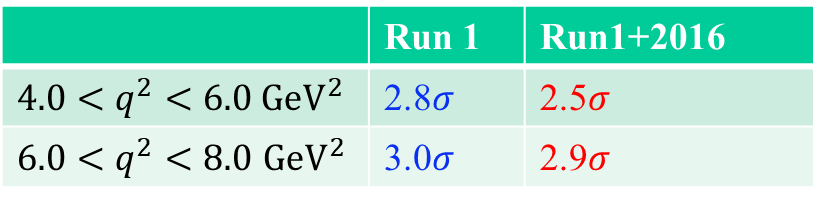 Run 1 Run1+2016
4.0 < q² < 6.0 GeV² 2.8σ 2.5σ
6.0 < q² < 8.0 GeV² 3.0σ 2.9σ